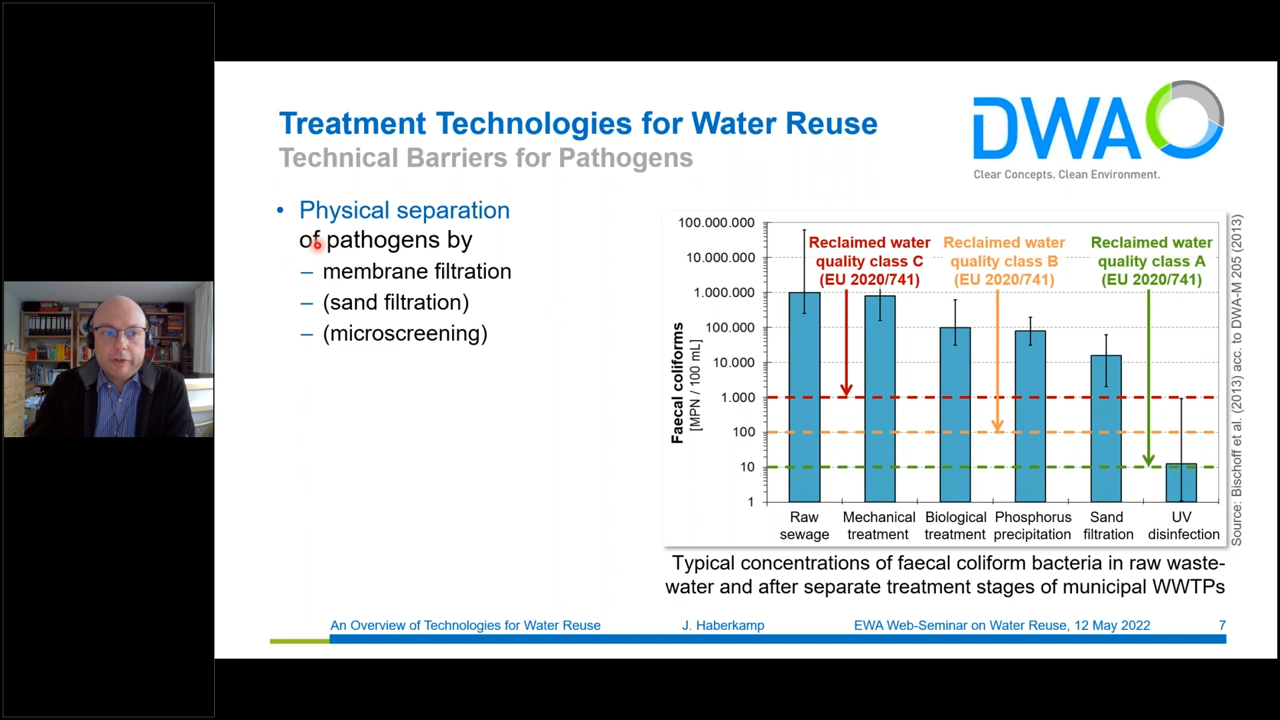 Treatment Technologies for Water Reuse
Technical Barriers for Pathogens
DWA
Clear Concepts. Clean Environment.
• Physical separation
of pathogens by
– membrane filtration
– (sand filtration)
– (microscreening)
Faecal coliforms
[MPN / 100 mL]
100.000.000
10.000.000
1.000.000
100.000
10.000
1.000
100
10
1
Reclaimed water
quality class C
(EU 2020/741)
Reclaimed water
quality class B
(EU 2020/741)
Reclaimed water
quality class A
(EU 2020/741)
Raw
sewage
Mechanical
treatment
Biological
treatment
Phosphorus
precipitation
Sand
filtration
UV
disinfection
Source: Bischoff et al. (2013) acc. to DWA-M 205 (2013)
Typical concentrations of faecal coliform bacteria in raw waste-
water and after separate treatment stages of municipal WWTPs
An Overview of Technologies for Water Reuse
J. Haberkamp
EWA Web-Seminar on Water Reuse, 12 May 2022
7